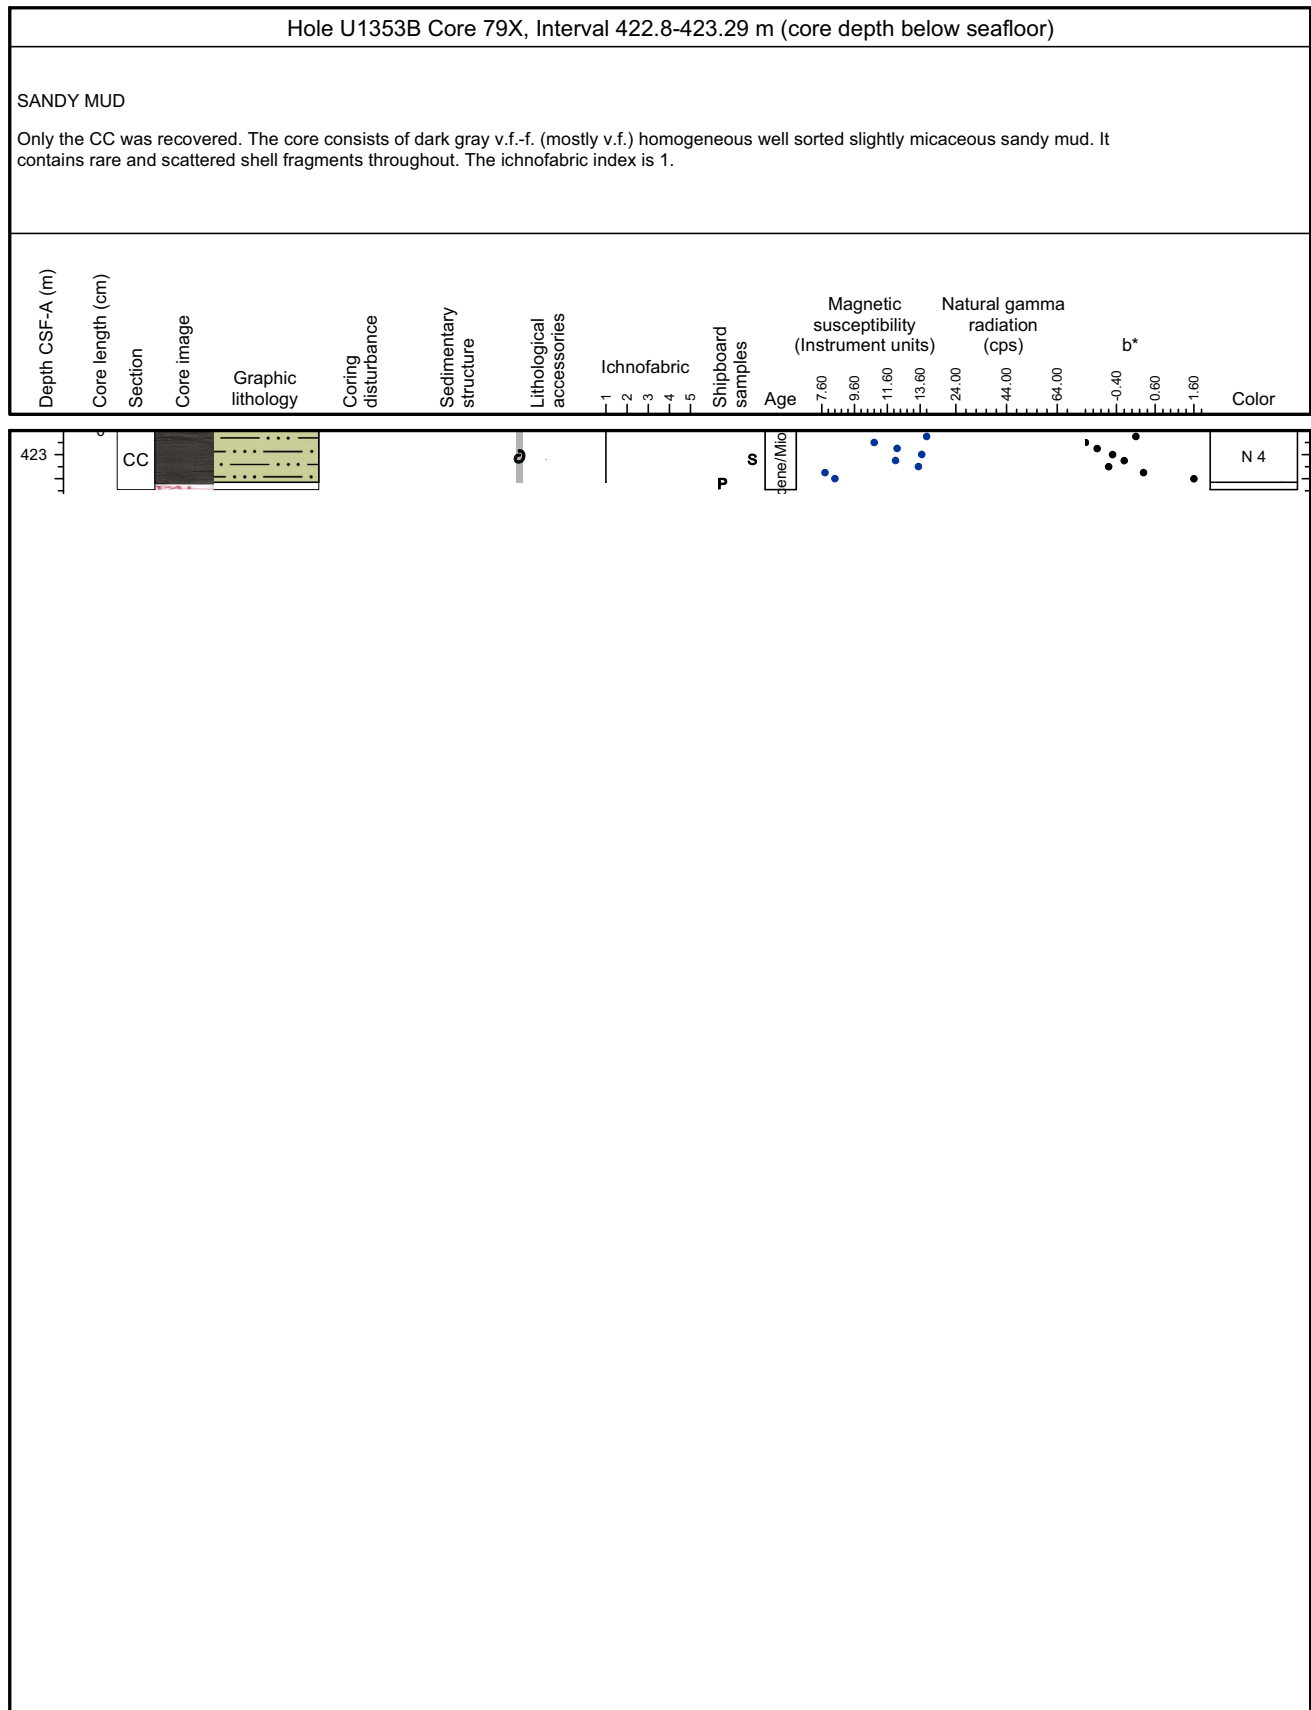 Hole U1353B Core 79X, Interval 422.8-423.29 m (core depth below seafloor)
SANDY MUD
Only the CC was recovered. The core consists of dark gray v.f.-f. (mostly v.f.) homogeneous well sorted slightly micaceous sandy mud. It
contains rare and scattered shell fragments throughout. The ichnofabric index is 1.
Depth CSF-A (m)
Core length (cm)
Section
Core image
Graphic
lithology
Coring
disturbance
Sedimentary
structure
Lithological
accessories
Ichnofabric
1 2 3 4 5
Shipboard
samples
Age
Magnetic
susceptibility
(Instrument units)
7.60 9.60 11.60 13.60
Natural gamma
radiation
(cps)
24.00 44.00 64.00
b*
-0.40 0.60 1.60
Color
423
CC
S
P
ene/Mio
N 4